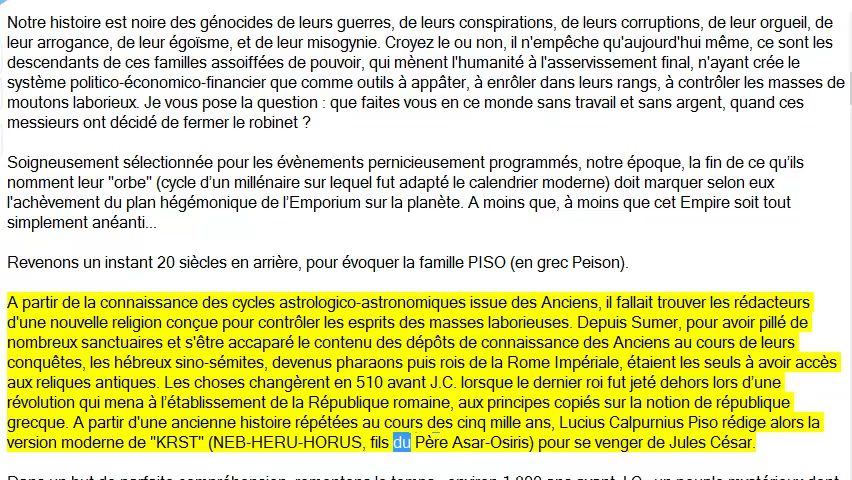 Notre histoire est noire des génocides de leurs guerres, de leurs conspirations, de leurs corruptions, de leur orgueil, de
leur arrogance, de leur égoïsme, et de leur misogynie. Croyez le ou non, il n'empêche qu'aujourd'hui même, ce sont les
descendants de ces familles assoiffées de pouvoir, qui mènent l'humanité à l'asservissement final, n'ayant crée le
système politico-économico-financier que comme outils à appâter, à enrôler dans leurs rangs, à contrôler les masses de
moutons laborieux. Je vous pose la question : que faites vous en ce monde sans travail et sans argent, quand ces
messieurs ont décidé de fermer le robinet ?
Soigneusement sélectionnée pour les évènements pernicieusement programmés, notre époque, la fin de ce qu'ils
nomment leur "orbe" (cycle d'un millénaire sur lequel fut adapté le calendrier moderne) doit marquer selon eux
l'achèvement du plan hégémonique de l'Emporium sur la planète. A moins que, à moins que cet Empire soit tout
simplement anéanti...
Revenons un instant 20 siècles en arrière, pour évoquer la famille PISO (en grec Peison).
A partir de la connaissance des cycles astrologico-astronomiques issue des Anciens, il fallait trouver les rédacteurs
d'une nouvelle religion conçue pour contrôler les esprits des masses laborieuses. Depuis Sumer, pour avoir pillé de
nombreux sanctuaires et s'être accaparé le contenu des dépôts de connaissance des Anciens au cours de leurs
conquêtes, les hébreux sino-sémites, devenus pharaons puis rois de la Rome Impériale, étaient les seuls à avoir accès
aux reliques antiques. Les choses changèrent en 510 avant J.C. lorsque le dernier roi fut jeté dehors lors d'une
révolution qui mena à l'établissement de la République romaine, aux principes copiés sur la notion de république
grecque. A partir d'une ancienne histoire répétées au cours des cinq mille ans, Lucius Calpurnius Piso rédige alors la
version moderne de "KRST" (NEB-HERU-HORUS, fils du Père Asar-Osiris) pour se venger de Jules César.